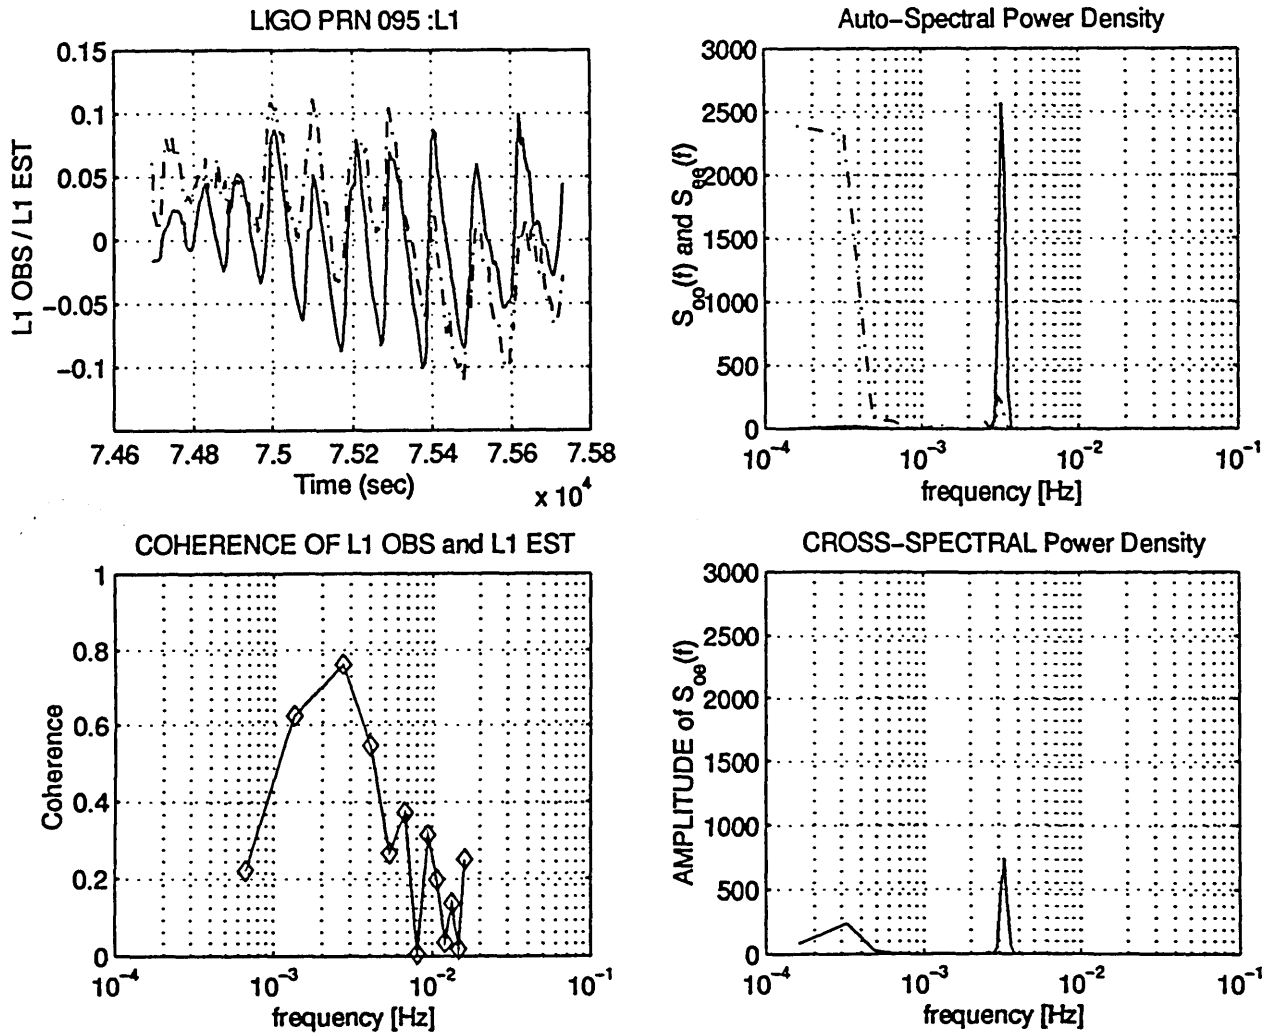 LIGO PRN 095 :L1
0.15
0.1
0.05
0
−0.05
−0.1
L1 OBS / L1 EST
7.46 7.48 7.5 7.52 7.54 7.56 7.58
Time (sec)
x 10^4
Auto−Spectral Power Density
3000
2500
2000
1500
1000
500
0
S_oo(f) and S_ee(f)
10^−4 10^−3 10^−2 10^−1
frequency [Hz]
COHERENCE OF L1 OBS and L1 EST
1
0.8
0.6
0.4
0.2
0
Coherence
10^−4 10^−3 10^−2 10^−1
frequency [Hz]
CROSS−SPECTRAL Power Density
3000
2500
2000
1500
1000
500
0
AMPLITUDE of S_oe(f)
10^−4 10^−3 10^−2 10^−1
frequency [Hz]